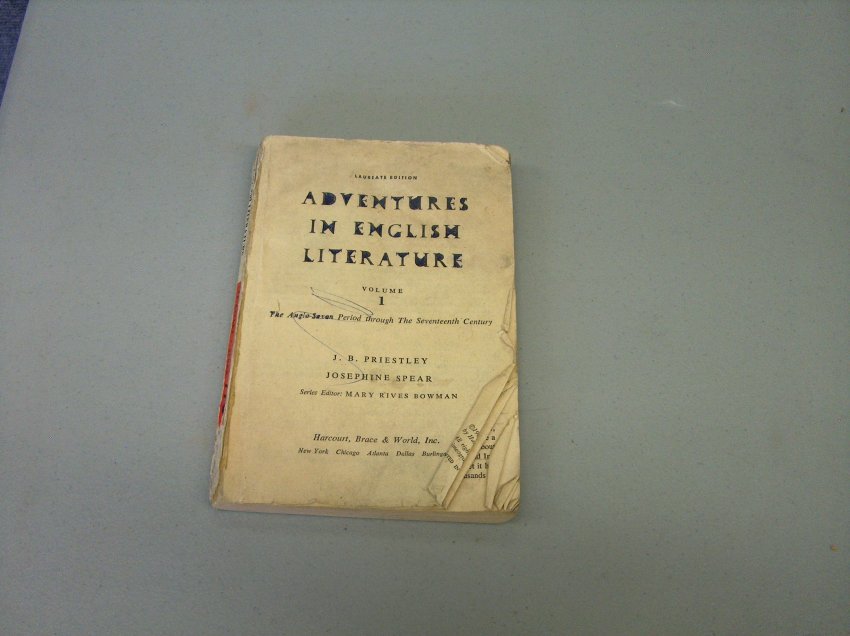 LAUREATE EDITION
ADVENTURES
IN ENGLISH
LITERATURE
VOLUME
1
The Anglo-Saxon Period through The Seventeenth Century
J. B. PRIESTLEY
JOSEPHINE SPEAR
Series Editor: MARY RIVES BOWMAN
Harcourt, Brace & World, Inc.
New York Chicago Atlanta Dallas